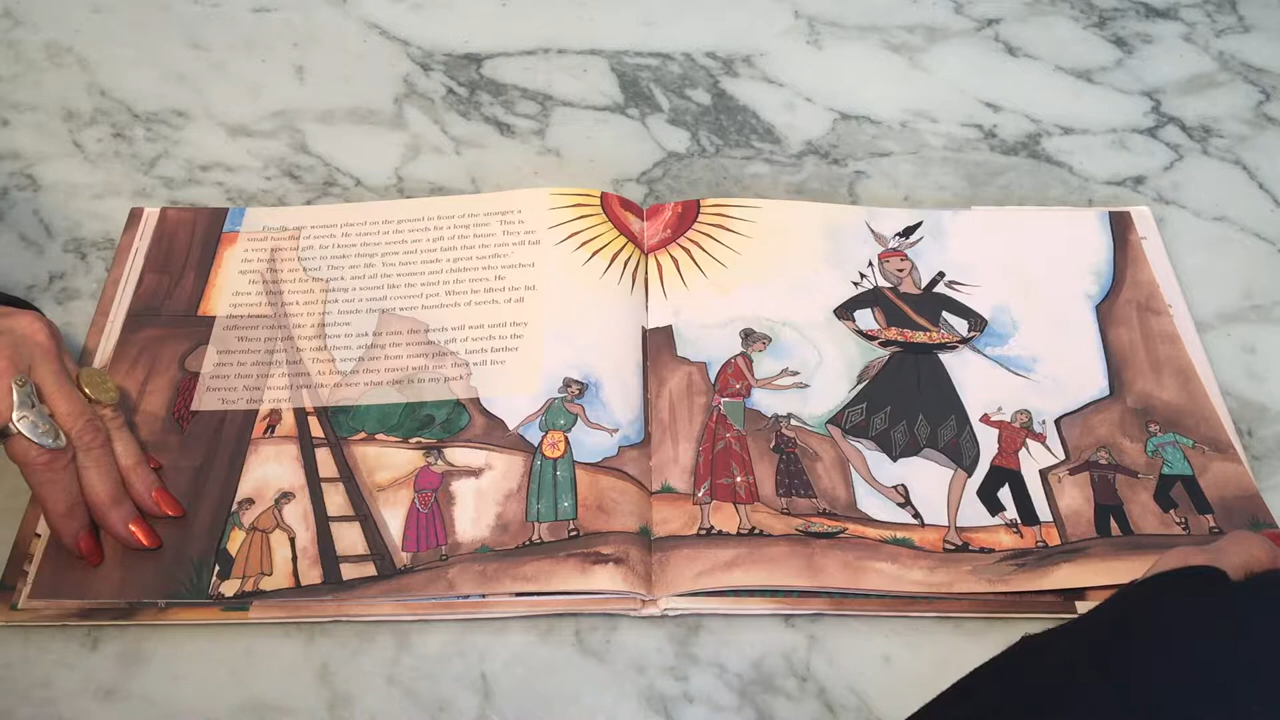 Finally, one woman placed on the ground in front of the stranger a
small handful of seeds. He stared at the seeds for a long time. "This is
a very special gift, for I know these seeds are a gift of the future. They are
the hope you have to make things grow and your faith that the rain will fall
again. They are food. They are life. You have made a great sacrifice."
He reached for his pack, and all the women and children who watched
drew in their breath, making a sound like the wind in the trees. He
opened the pack and took out a small covered pot. When he lifted the lid,
they leaned closer to see. Inside the pot were hundreds of seeds, of all
different colors, like a rainbow.
"When people forget how to ask for rain, the seeds will wait until they
remember again," he told them, adding the woman's gift of seeds to the
ones he already had. "These seeds are from many places, lands farther
away than your dreams. As long as they travel with me, they will live
forever. Now, would you like to see what else is in my pack?"
"Yes!" they cried.